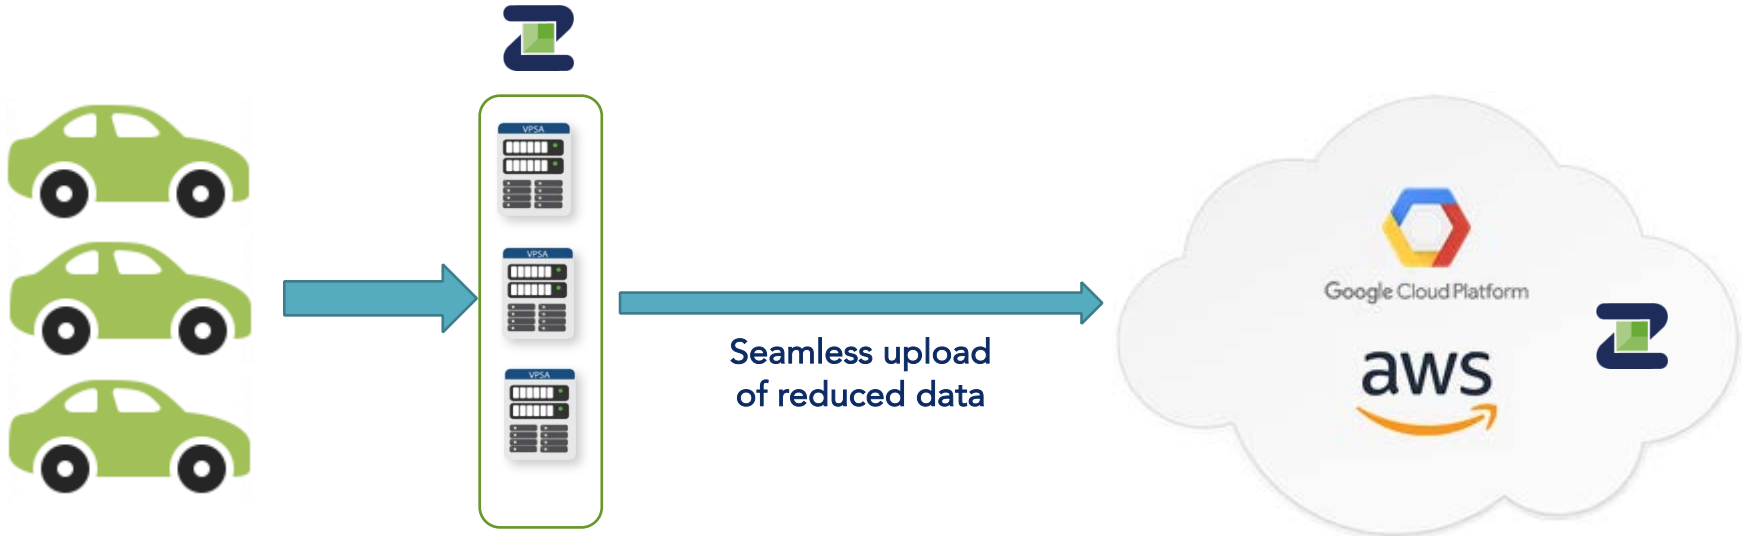 VPSA
VPSA
VPSA
Seamless upload
of reduced data
Google Cloud Platform
aws